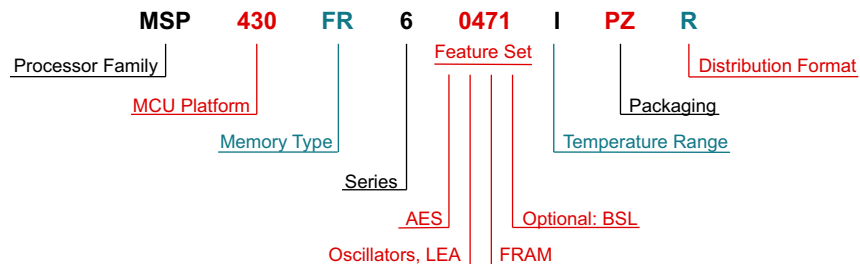 MSP 430 FR 6 0471 I PZ R
Feature Set
Processor Family
Distribution Format
MCU Platform
Packaging
Memory Type
Temperature Range
Series
AES
Optional: BSL
Oscillators, LEA
FRAM